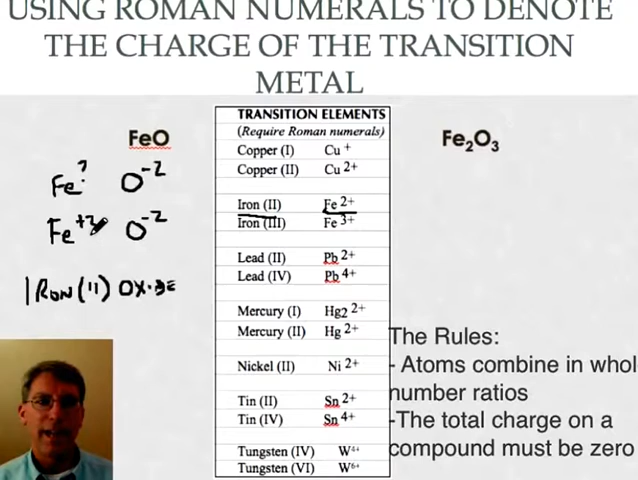 USING ROMAN NUMERALS TO DENOTE
THE CHARGE OF THE TRANSITION
METAL
FeO
Fe? O-2
Fe+2 O-2
IRON (II) OXIDE
TRANSITION ELEMENTS
(Require Roman numerals)
Copper (I) Cu +
Copper (II) Cu 2+
Iron (II) Fe 2+
Iron (III) Fe 3+
Lead (II) Pb 2+
Lead (IV) Pb 4+
Mercury (I) Hg2 2+
Mercury (II) Hg 2+
Nickel (II) Ni 2+
Tin (II) Sn 2+
Tin (IV) Sn 4+
Tungsten (IV) W4+
Tungsten (VI) W6+
Fe2O3
The Rules:
- Atoms combine in whol
number ratios
-The total charge on a
compound must be zero